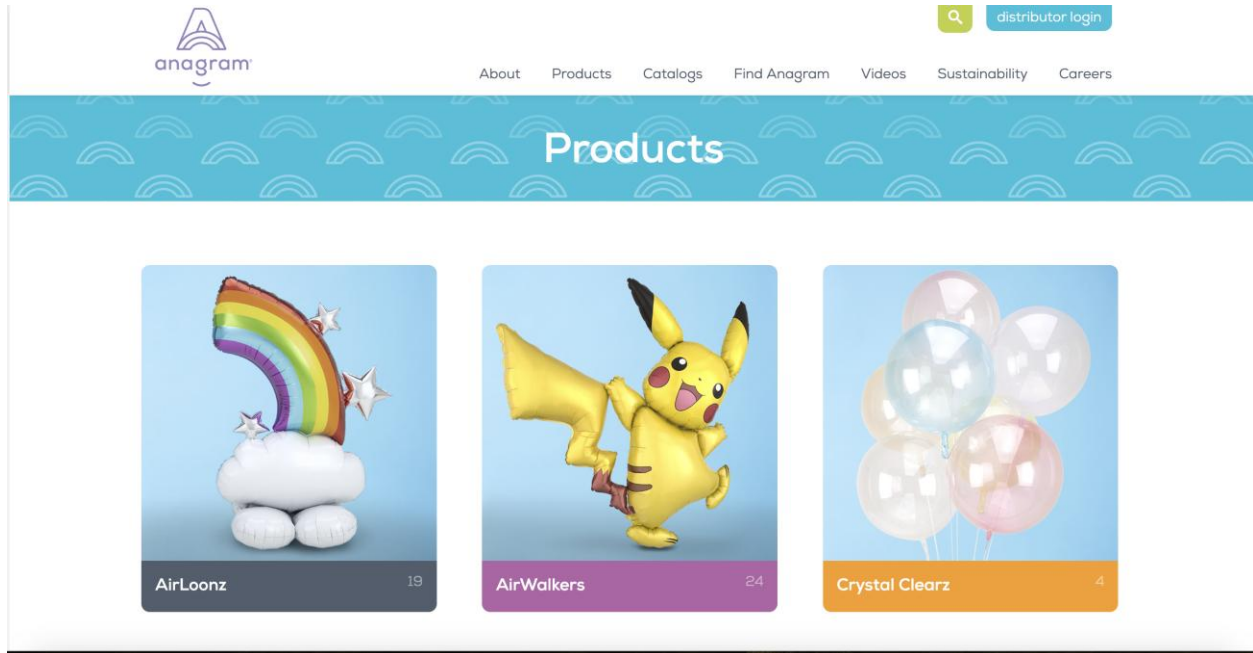 distributor login
anagram
About Products Catalogs Find Anagram Videos Sustainability Careers
Products
AirLoonz 19
AirWalkers 24
Crystal Clearz 4